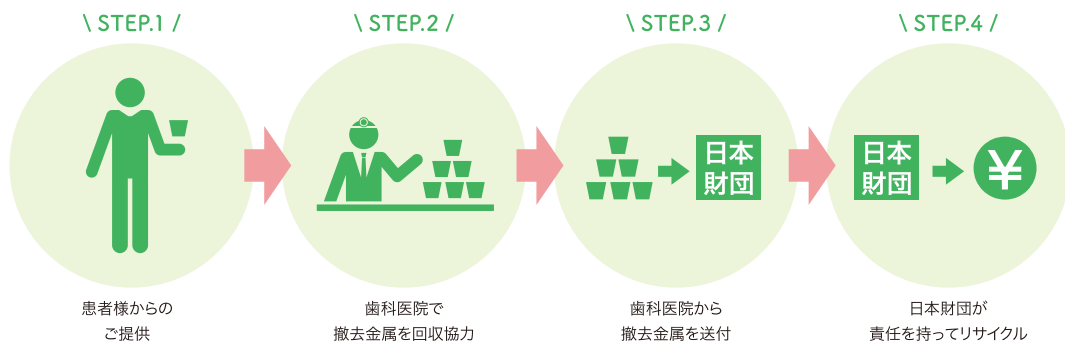 \ STEP.1 /
\ STEP.2 /
\ STEP.3 /
\ STEP.4 /
日本
財団
日本
財団
¥
患者様からの
ご提供
歯科医院で
撤去金属を回収協力
歯科医院から
撤去金属を送付
日本財団が
責任を持ってリサイクル